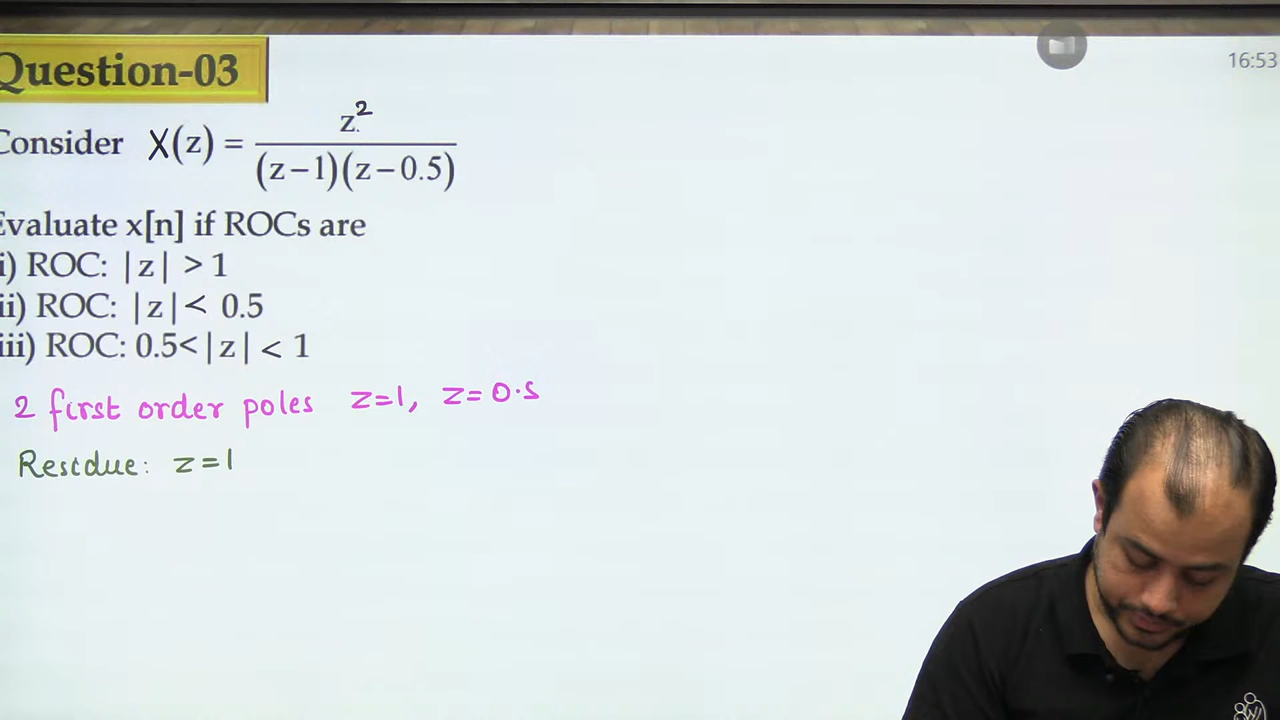 Question-03
16:53
Consider X(z) = z² / (z−1)(z−0.5)
Evaluate x[n] if ROCs are
i) ROC: |z| > 1
ii) ROC: |z| < 0.5
iii) ROC: 0.5<|z| < 1
2 first order poles z=1, z=0.5
Residue: z=1